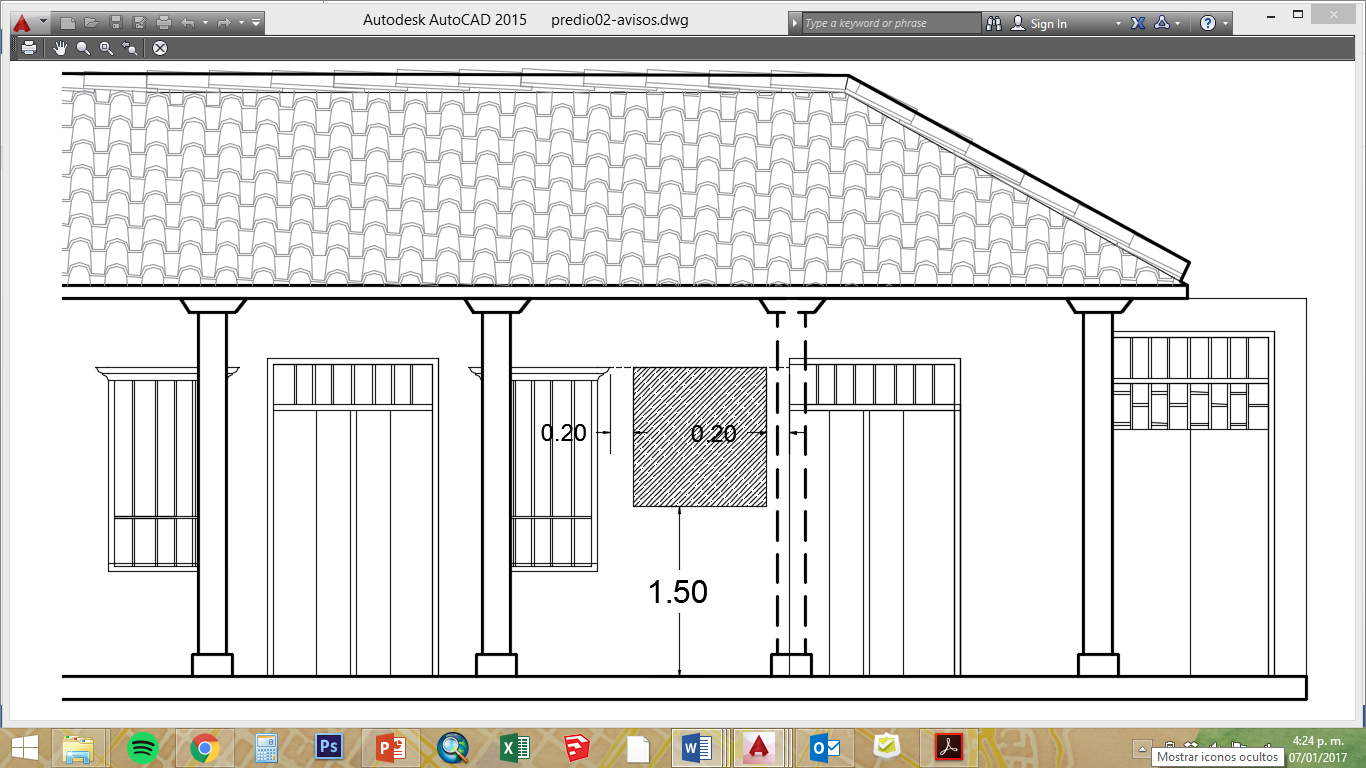 Autodesk AutoCAD 2015 predio02-avisos.dwg
Type a keyword or phrase
Sign In
0.20
0.20
1.50
4:24 p. m.
Mostrar iconos ocultos
07/01/2017